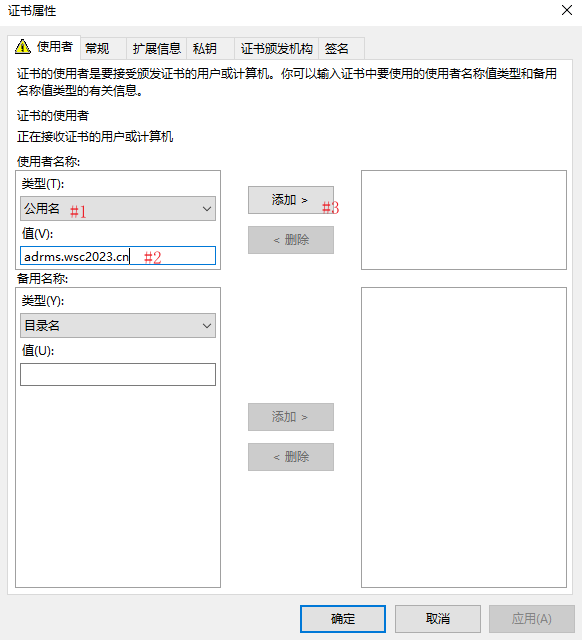 证书属性
使用者 常规 扩展信息 私钥 证书颁发机构 签名
证书的使用者是要接受颁发证书的用户或计算机。你可以输入证书中要使用的使用者名称值类型和备用
名称值类型的有关信息。
证书的使用者
正在接收证书的用户或计算机
使用者名称:
类型(T):
公用名 #1
添加 > #3
值(V):
< 删除
adrms.wsc2023.cn #2
备用名称:
类型(Y):
目录名
值(U):
添加 >
< 删除
确定 取消 应用(A)